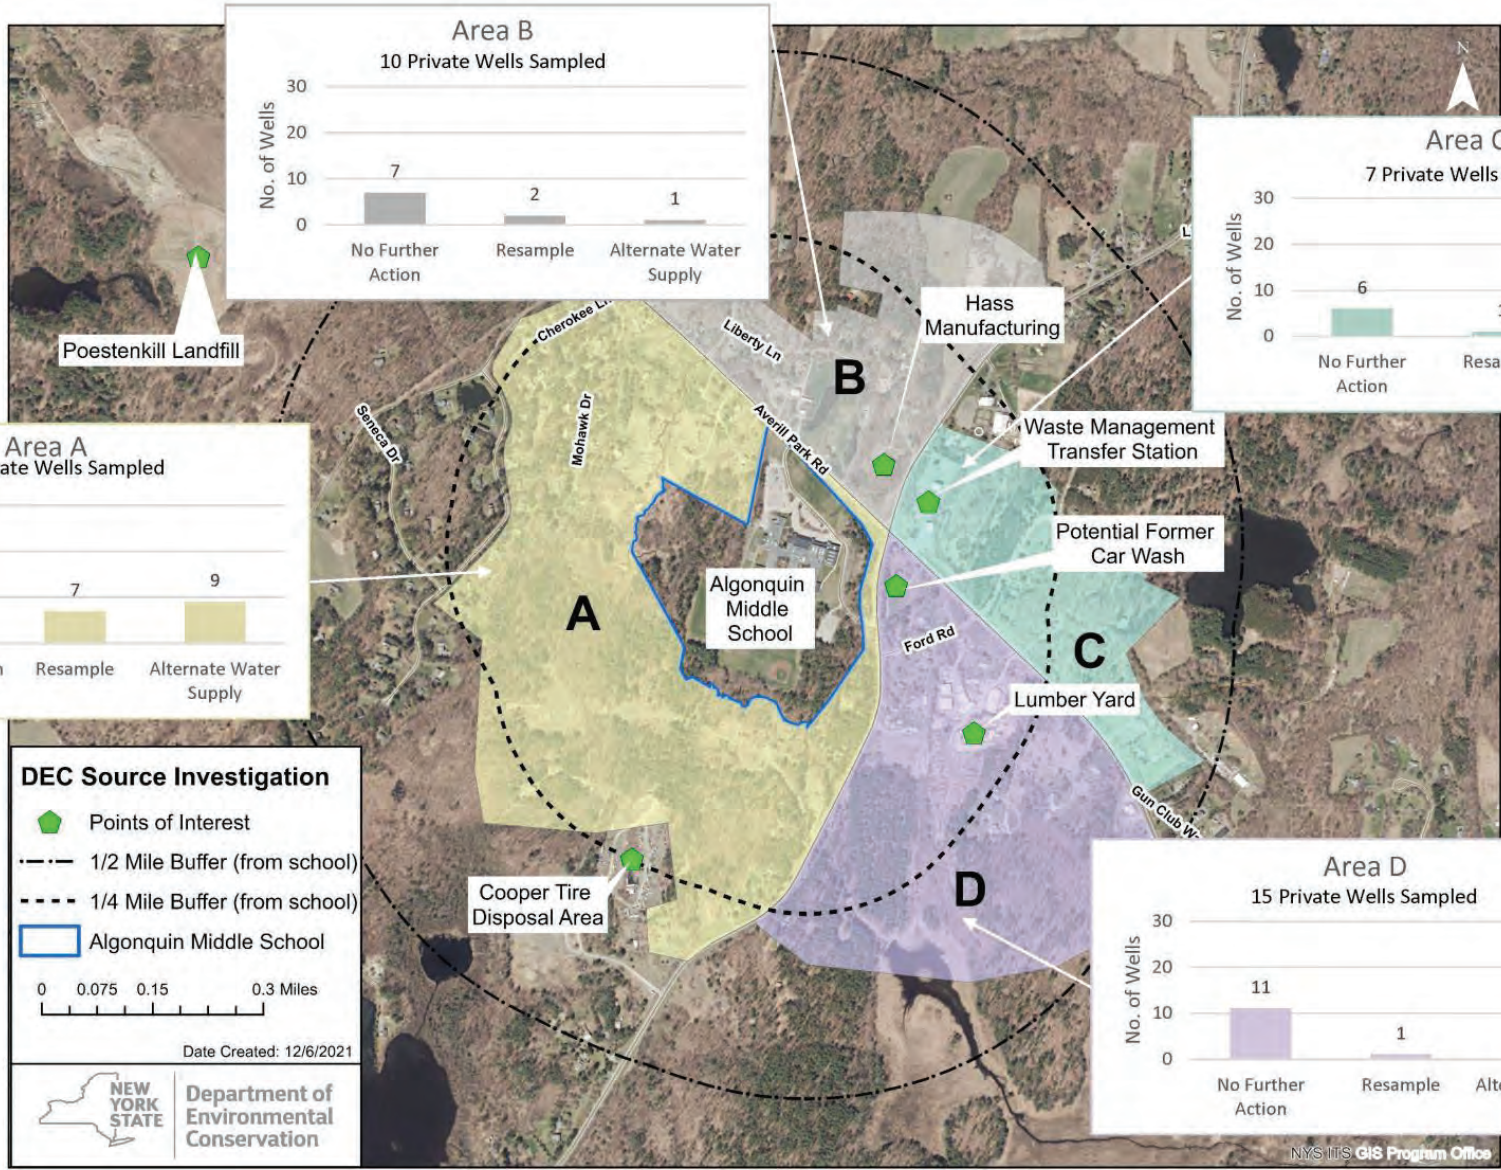 Area B
10 Private Wells Sampled
No. of Wells
30
20
10
0
7
2
1
No Further
Action
Resample
Alternate Water
Supply
N
Area C
7 Private Wells
No. of Wells
30
20
10
0
6
No Further
Action
Resa
Poestenkill Landfill
Cherokee Ln
Liberty Ln
Hass
Manufacturing
B
Mohawk Dr
Seneca Dr
Averill Park Rd
Waste Management
Transfer Station
Potential Former
Car Wash
Area A
ate Wells Sampled
7
9
Resample
Alternate Water
Supply
A
Algonquin
Middle
School
Ford Rd
C
Lumber Yard
Gun Club W
D
Cooper Tire
Disposal Area
DEC Source Investigation
Points of Interest
1/2 Mile Buffer (from school)
1/4 Mile Buffer (from school)
Algonquin Middle School
0 0.075 0.15 0.3 Miles
Date Created: 12/6/2021
NEW
YORK
STATE
Department of
Environmental
Conservation
Area D
15 Private Wells Sampled
No. of Wells
30
20
10
0
11
1
No Further
Action
Resample
Alte
NYS ITS GIS Program Office